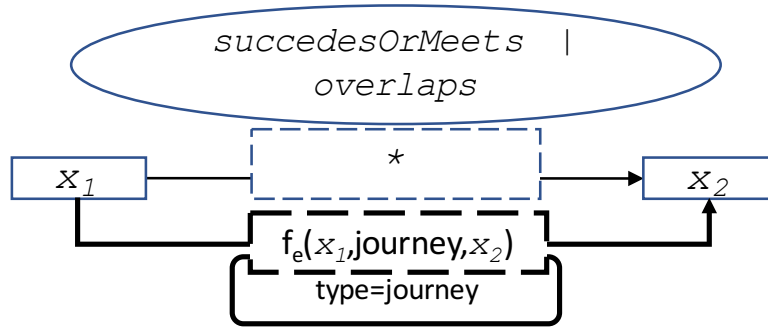 succedesOrMeets |
overlaps
x₁
*
x₂
fₑ(x₁,journey,x₂)
type=journey